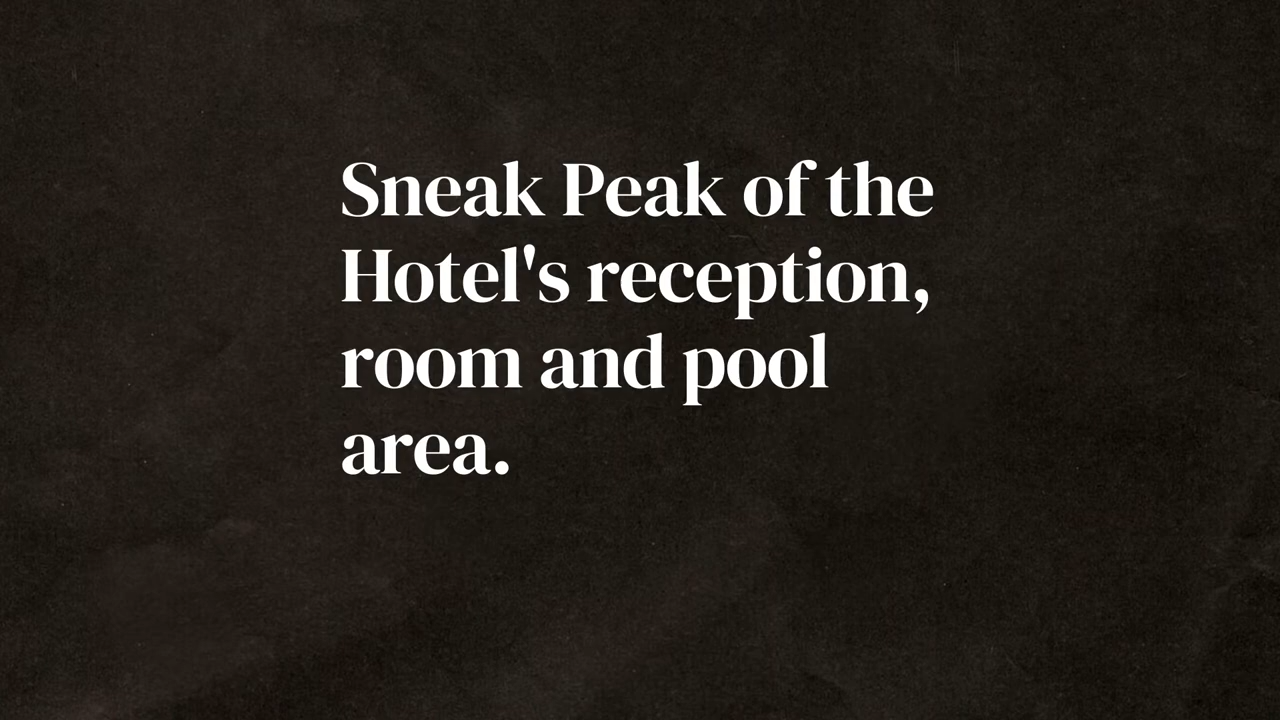 Sneak Peak of the
Hotel's reception,
room and pool
area.